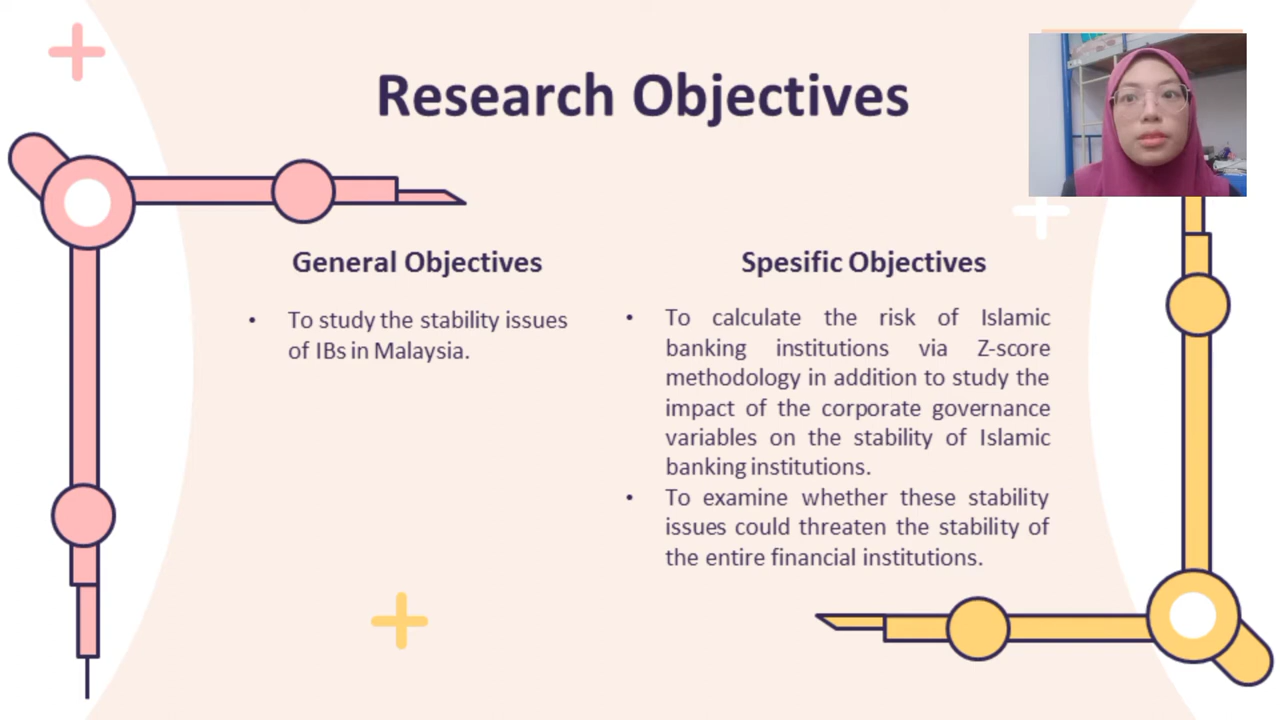 Research Objectives
General Objectives
• To study the stability issues
of IBs in Malaysia.
Spesific Objectives
• To calculate the risk of Islamic
banking institutions via Z-score
methodology in addition to study the
impact of the corporate governance
variables on the stability of Islamic
banking institutions.
• To examine whether these stability
issues could threaten the stability of
the entire financial institutions.